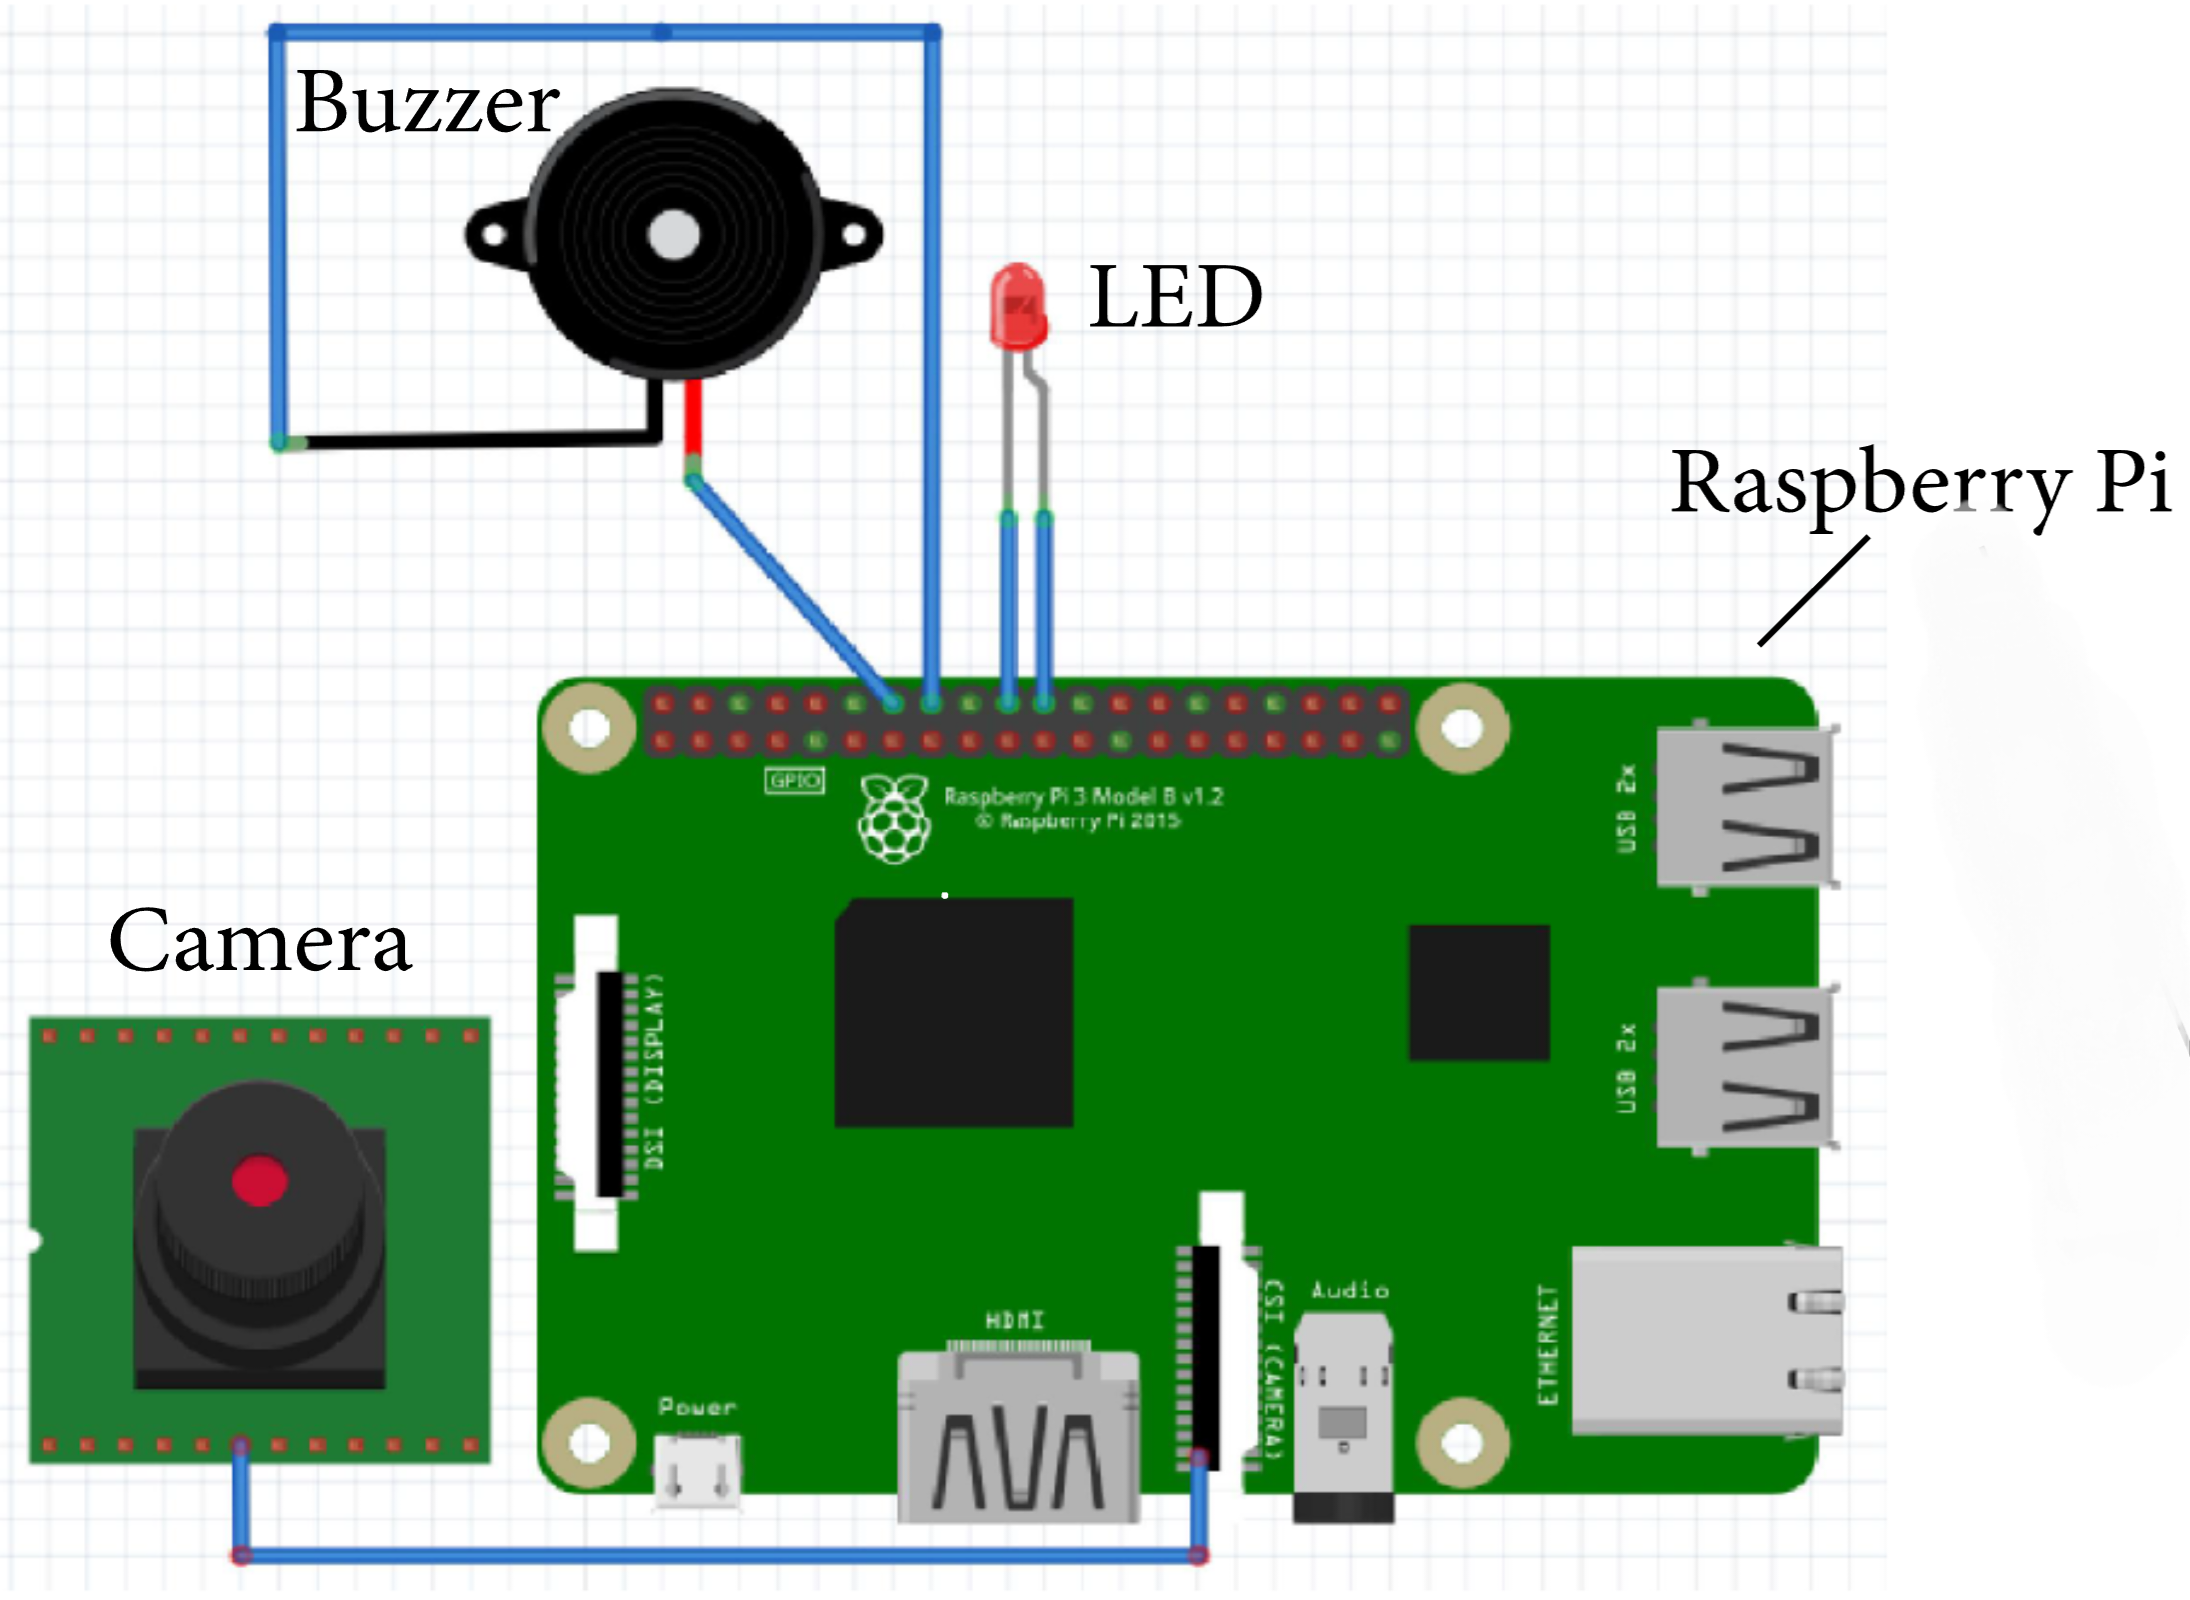 Buzzer
LED
Raspberry Pi
GPIO
Raspberry Pi 3 Model B v1.2
© Raspberry Pi 2015
USB 2x
Camera
DSI (DISPLAY)
USB 2x
HDMI
CSI (CAMERA)
Audio
ETHERNET
Power